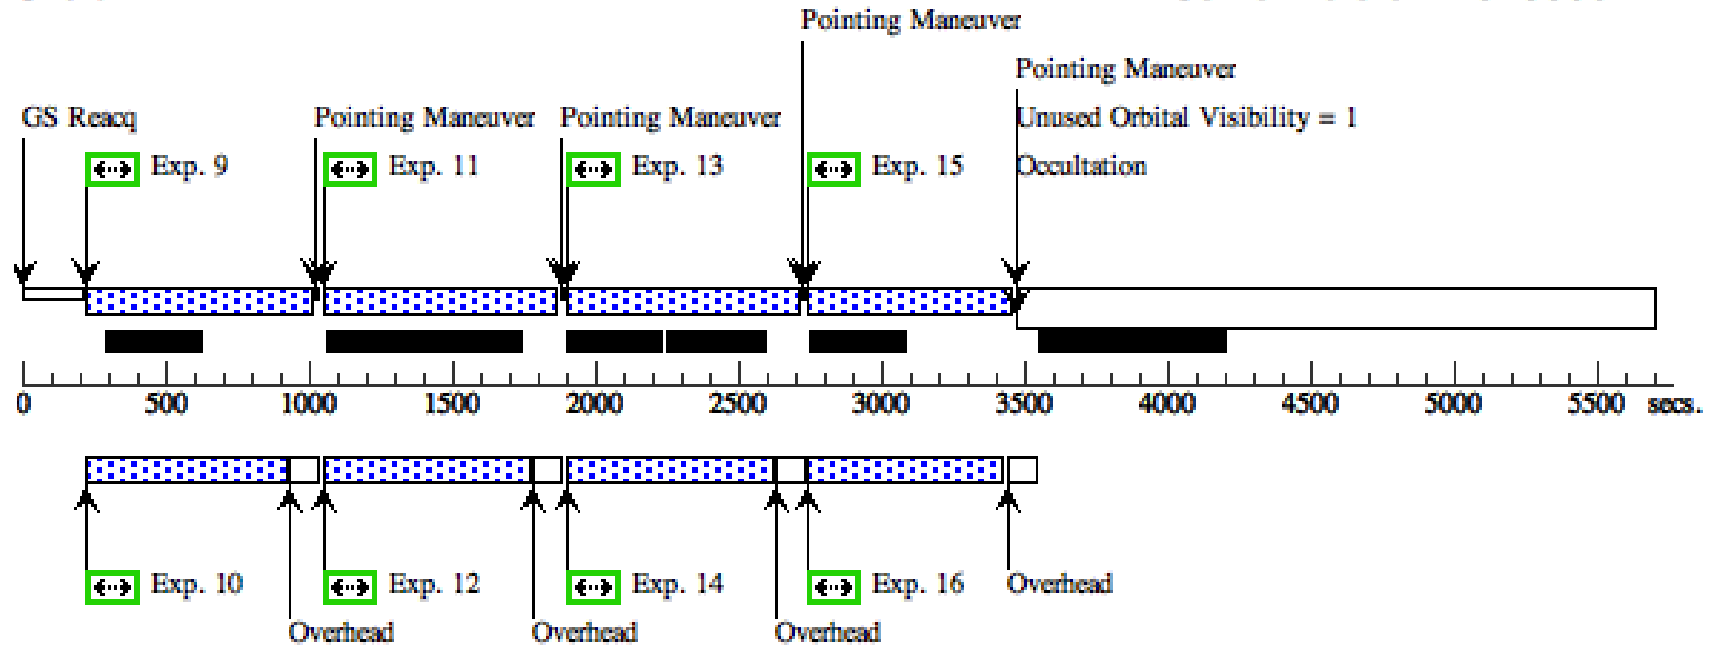 Pointing Maneuver
Pointing Maneuver
GS Reacq Pointing Maneuver Pointing Maneuver Unused Orbital Visibility = 1
Exp. 9 Exp. 11 Exp. 13 Exp. 15 Occultation
0 500 1000 1500 2000 2500 3000 3500 4000 4500 5000 5500 secs.
Exp. 10 Exp. 12 Exp. 14 Exp. 16 Overhead
Overhead Overhead Overhead